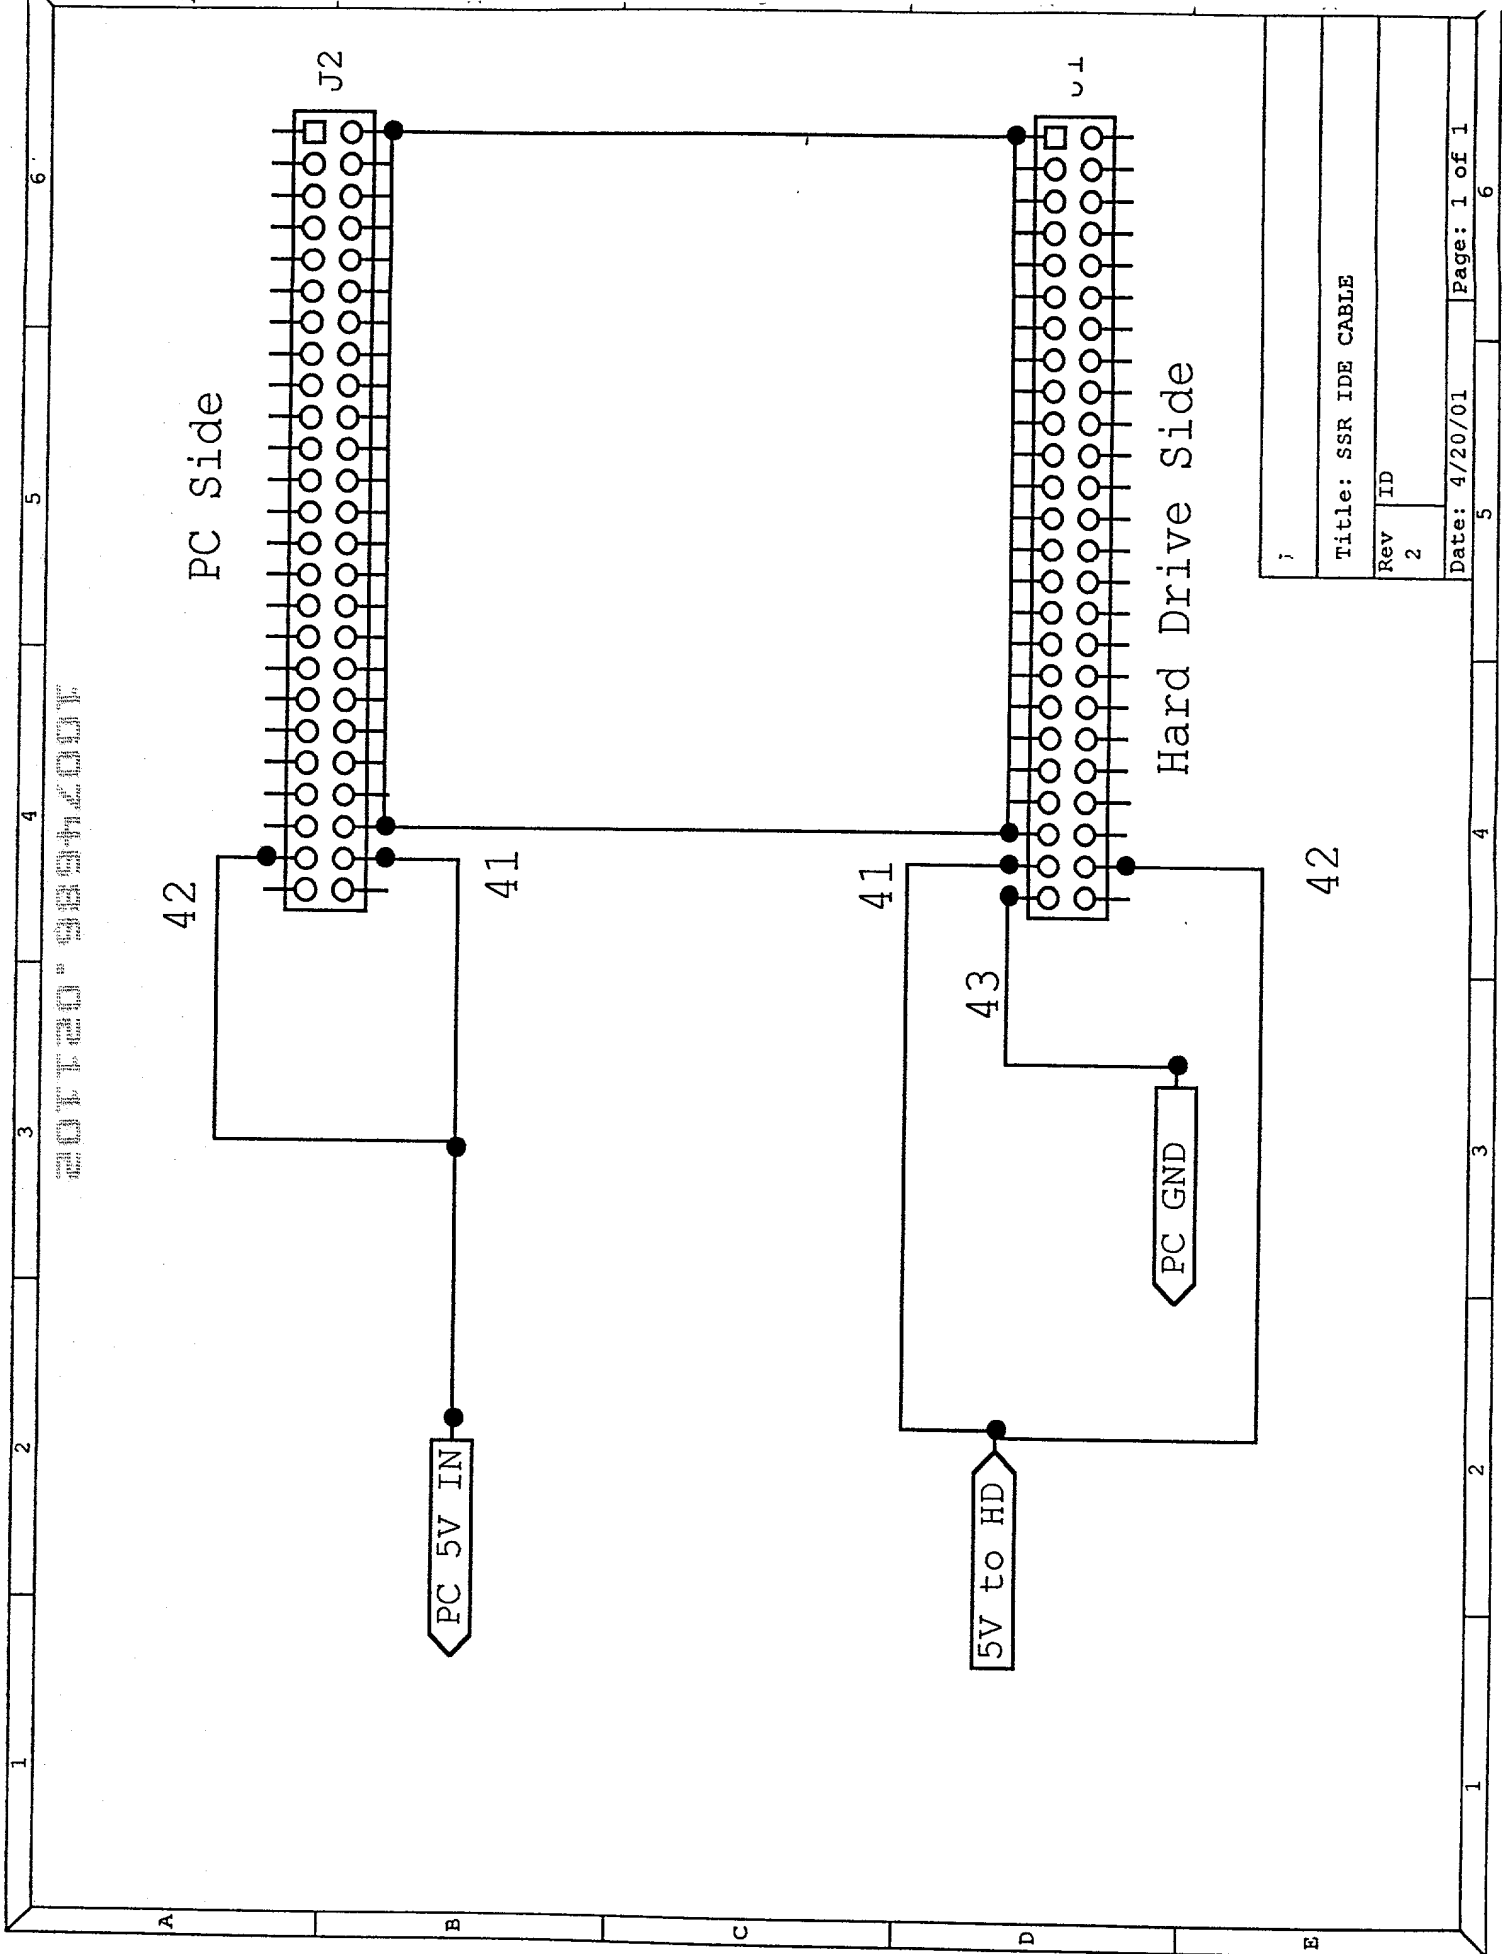 6
5
4
3
2
1
J2
PC Side
42
41
PC 5V IN
J1
Hard Drive Side
41
43
42
PC GND
5V to HD
Title: SSR IDE CABLE
Rev
2
ID
Date: 4/20/01
Page: 1 of 1
6
5
4
3
2
1
A
B
C
D
E